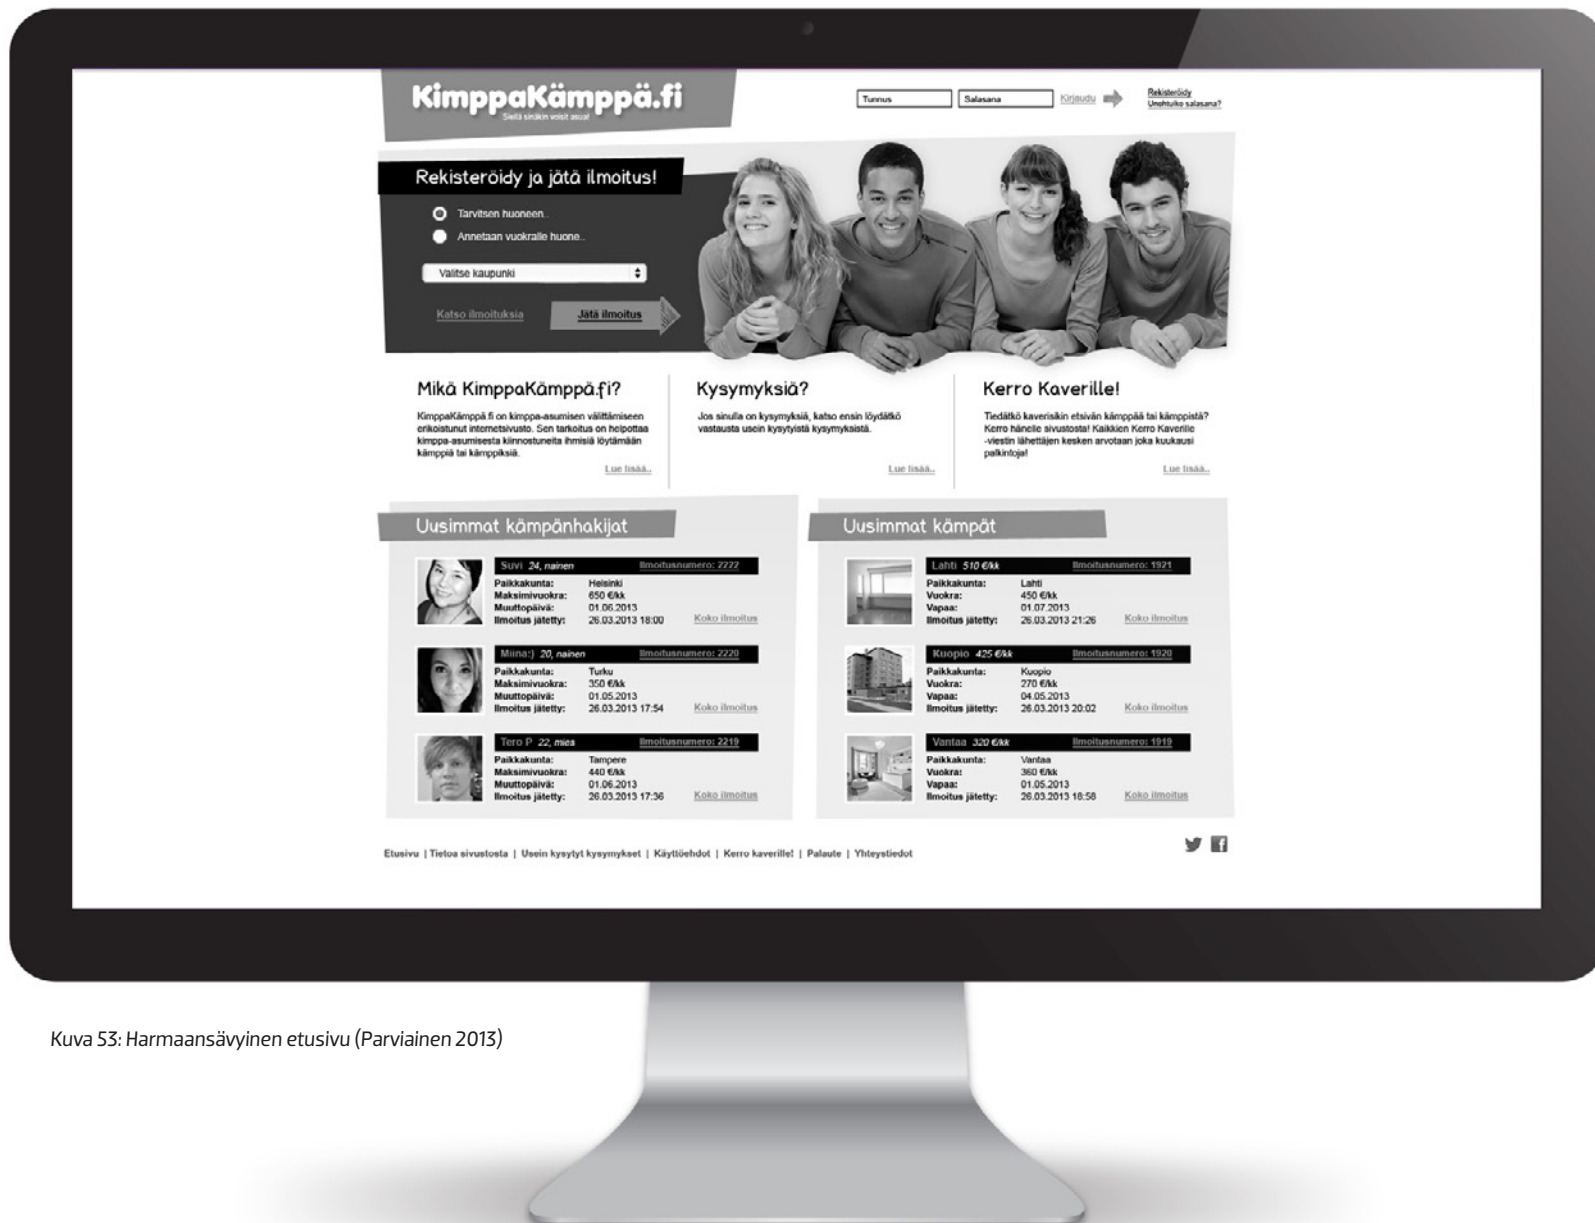 KimppaKämppä.fi
Siellä sinäkin voisit asua!
Tunnus
Salasana
Kirjaudu
Rekisteröidy
Unohtuiko salasana?
Rekisteröidy ja jätä ilmoitus!
Tarvitsen huoneen..
Annetaan vuokralle huone..
Valitse kaupunki
Katso ilmoituksia
Jätä ilmoitus
Mikä KimppaKämppä.fi?
KimppaKämppä.fi on kimppa-asumisen välittämiseen
erikoistunut internetsivusto. Sen tarkoitus on helpottaa
kimppa-asumisesta kiinnostuneita ihmisiä löytämään
kämppiä tai kämppiksiä.
Lue lisää..
Kysymyksiä?
Jos sinulla on kysymyksiä, katso ensin löydätkö
vastausta usein kysytyistä kysymyksistä.
Lue lisää..
Kerro Kaverille!
Tiedätkö kaverisikin etsivän kämppää tai kämppistä?
Kerro hänelle sivustosta! Kaikkien Kerro Kaverille
-viestin lähettäjen kesken arvotaan joka kuukausi
palkintoja!
Lue lisää..
Uusimmat kämpänhakijat
Suvi 24, nainen Ilmoitusnumero: 2222
Paikkakunta: Helsinki
Maksimivuokra: 650 €/kk
Muuttopäivä: 01.06.2013
Ilmoitus jätetty: 26.03.2013 18:00 Koko ilmoitus
Miina:) 20, nainen Ilmoitusnumero: 2220
Paikkakunta: Turku
Maksimivuokra: 350 €/kk
Muuttopäivä: 01.05.2013
Ilmoitus jätetty: 26.03.2013 17:54 Koko ilmoitus
Tero P 22, mies Ilmoitusnumero: 2219
Paikkakunta: Tampere
Maksimivuokra: 440 €/kk
Muuttopäivä: 01.06.2013
Ilmoitus jätetty: 26.03.2013 17:36 Koko ilmoitus
Uusimmat kämpät
Lahti 510 €/kk Ilmoitusnumero: 1921
Paikkakunta: Lahti
Vuokra: 450 €/kk
Vapaa: 01.07.2013
Ilmoitus jätetty: 26.03.2013 21:26 Koko ilmoitus
Kuopio 425 €/kk Ilmoitusnumero: 1920
Paikkakunta: Kuopio
Vuokra: 270 €/kk
Vapaa: 04.05.2013
Ilmoitus jätetty: 26.03.2013 20:02 Koko ilmoitus
Vantaa 320 €/kk Ilmoitusnumero: 1919
Paikkakunta: Vantaa
Vuokra: 360 €/kk
Vapaa: 01.05.2013
Ilmoitus jätetty: 26.03.2013 18:58 Koko ilmoitus
Etusivu | Tietoa sivustosta | Usein kysytyt kysymykset | Käyttöehdot | Kerro kaverille! | Palaute | Yhteystiedot
Kuva 53: Harmaansävyinen etusivu (Parviainen 2013)